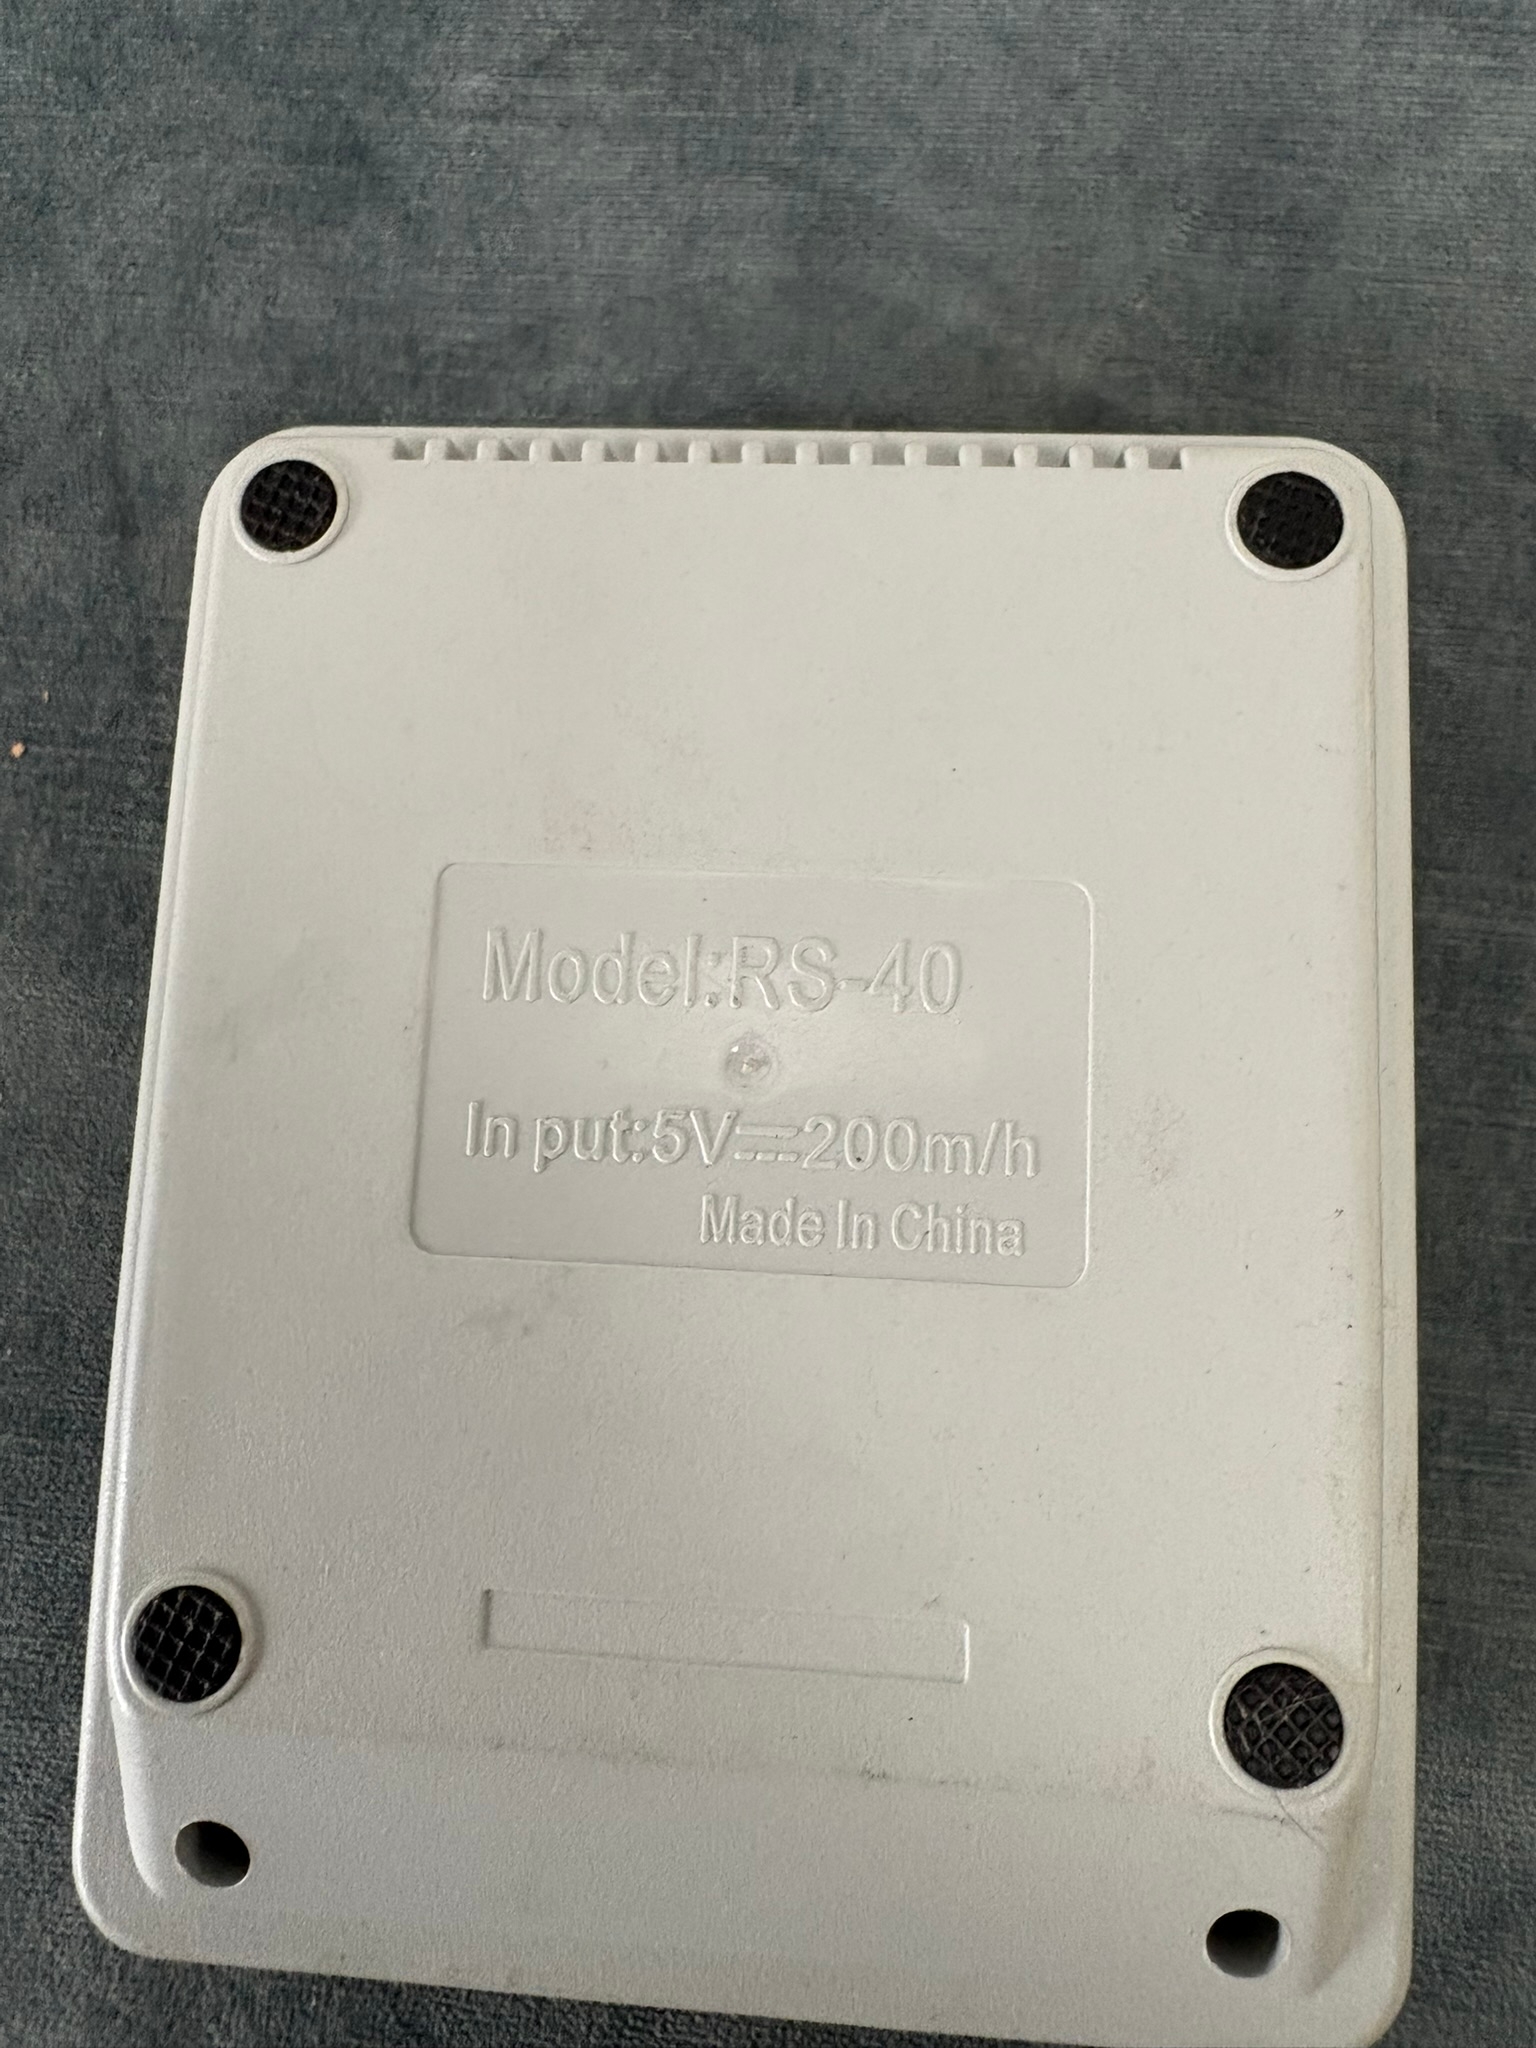 Model:RS-40
In put:5V⎓200m/h
Made In China